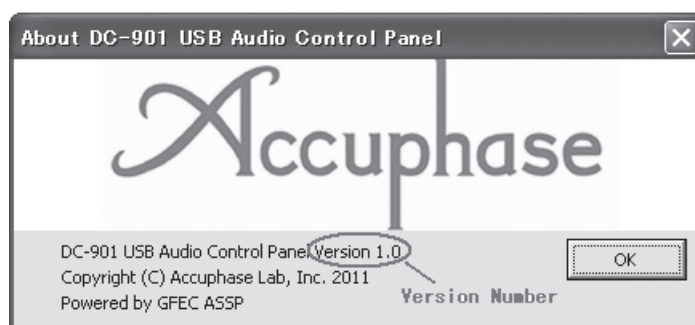 About DC-901 USB Audio Control Panel
Accuphase
DC-901 USB Audio Control Panel Version 1.0
OK
Copyright (C) Accuphase Lab, Inc. 2011
Powered by GFEC ASSP
Version Number